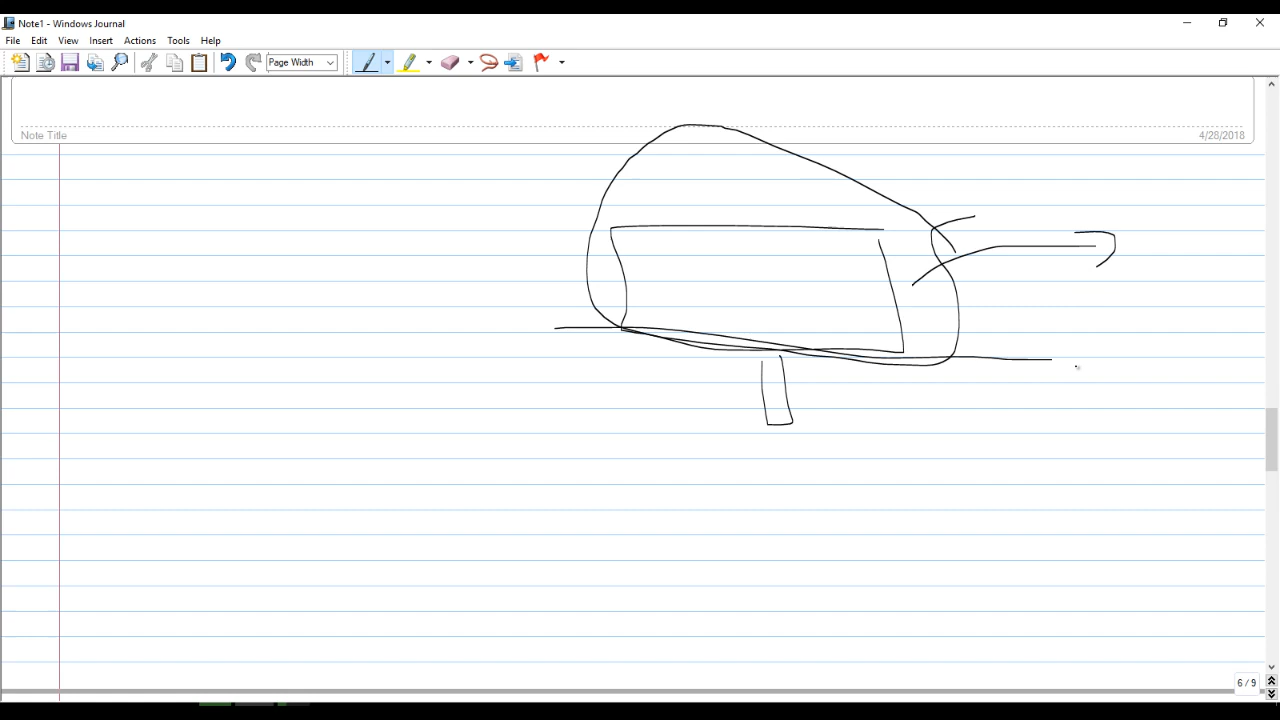 Note1 - Windows Journal
File Edit View Insert Actions Tools Help
Page Width
Note Title
4/28/2018
6 / 9